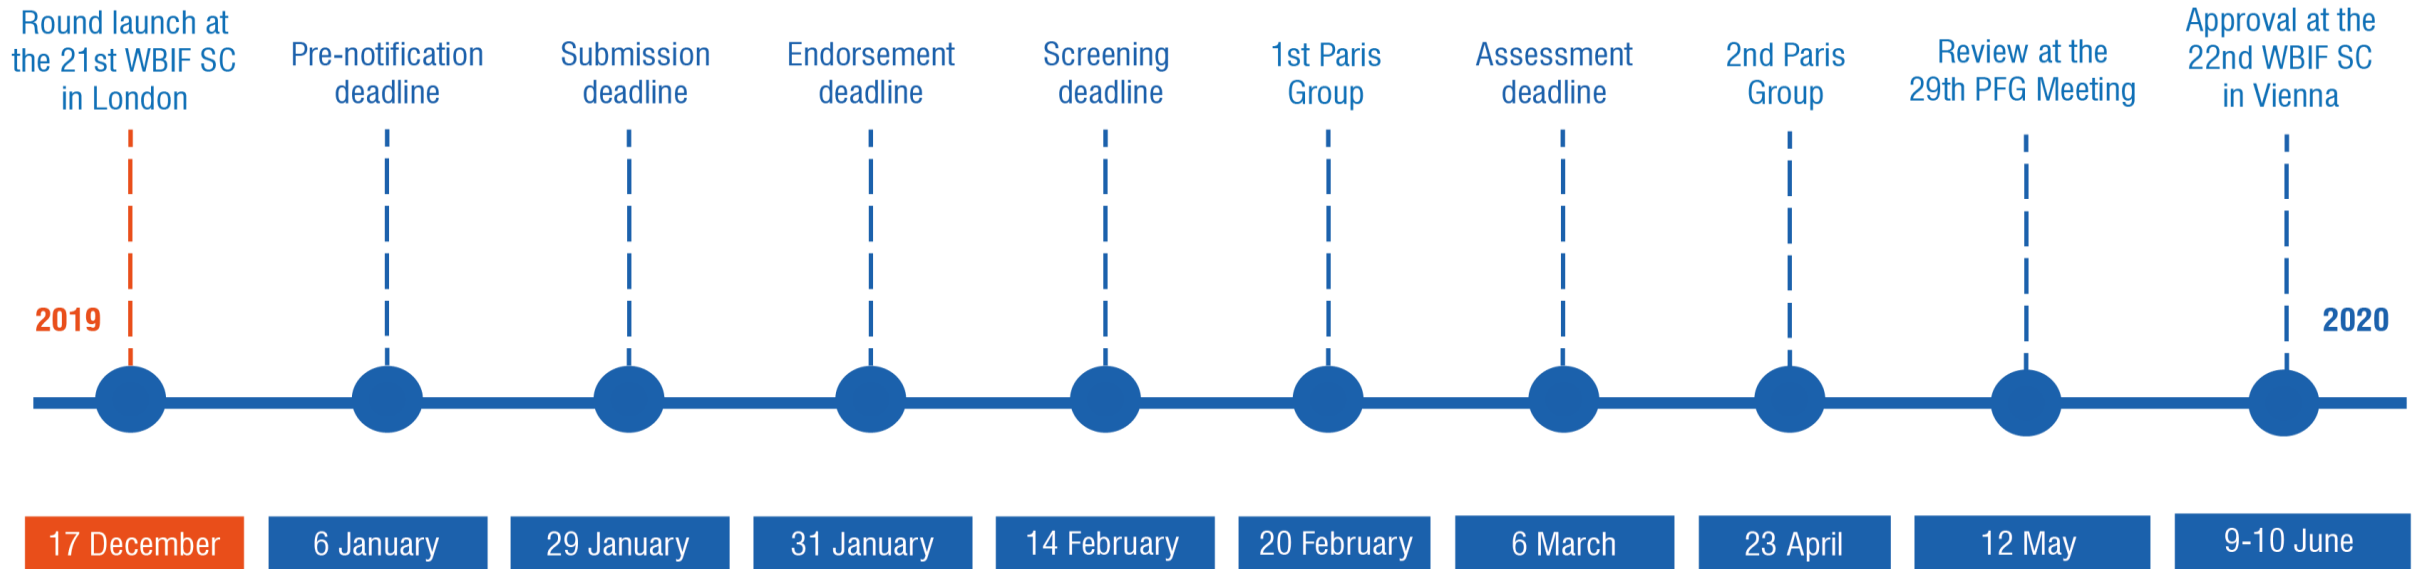 Round launch at
the 21st WBIF SC
in London
Pre-notification
deadline
Submission
deadline
Endorsement
deadline
Screening
deadline
1st Paris
Group
Assessment
deadline
2nd Paris
Group
Review at the
29th PFG Meeting
Approval at the
22nd WBIF SC
in Vienna
2019
2020
17 December
6 January
29 January
31 January
14 February
20 February
6 March
23 April
12 May
9-10 June